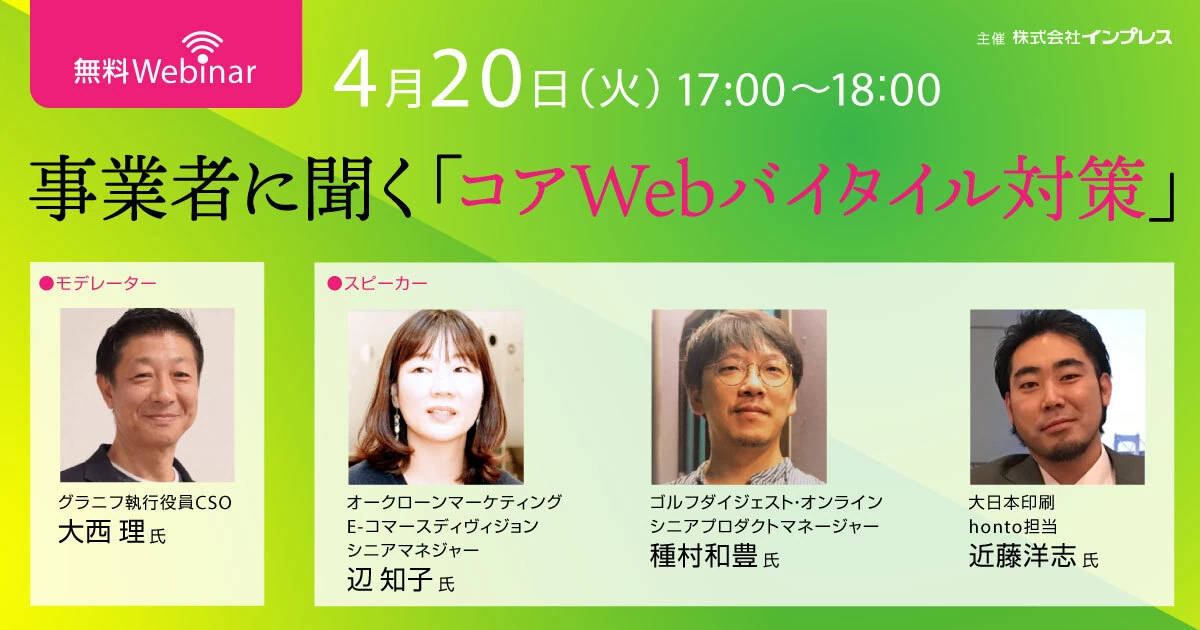 無料Webinar
4月20日（火）17:00〜18:00
主催 株式会社インプレス
事業者に聞く「コアWebバイタイル対策」
●モデレーター
グラニフ執行役員CSO
大西 理 氏
●スピーカー
オークローンマーケティング
E-コマースディヴィジョン
シニアマネジャー
辺 知子 氏
ゴルフダイジェスト・オンライン
シニアプロダクトマネージャー
種村和豊 氏
大日本印刷
honto担当
近藤洋志 氏